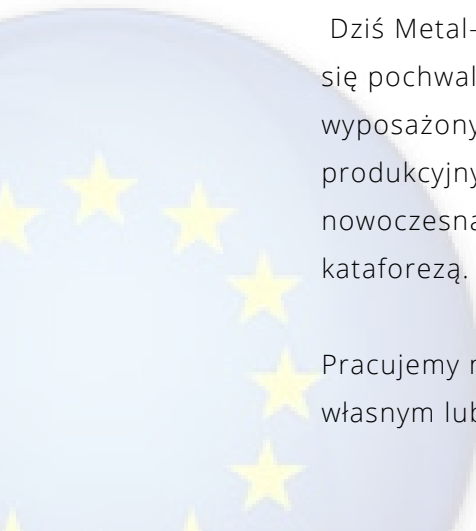 Dziś Metal-
się pochwal
wyposażony
produkcyjny
nowoczesna
kataforezą.
Pracujemy n
własnym lub